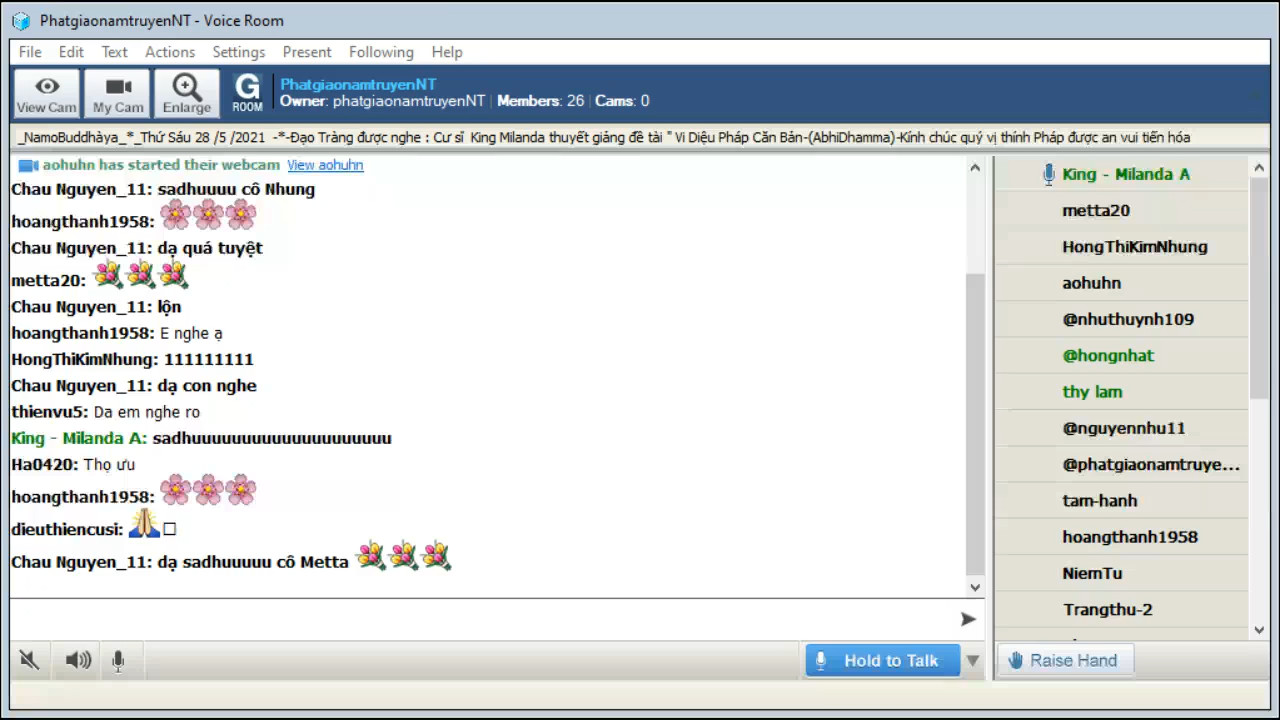 PhatgiaonamtruyenNT - Voice Room
File Edit Text Actions Settings Present Following Help
View Cam
My Cam
Enlarge
G ROOM
PhatgiaonamtruyenNT
Owner: phatgiaonamtruyenNT | Members: 26 | Cams: 0
_NamoBuddhàya_*_Thứ Sáu 28 /5 /2021 -*-Đạo Tràng được nghe : Cư sĩ King Milanda thuyết giảng đề tài " Vi Diệu Pháp Căn Bản-(AbhiDhamma)-Kính chúc quý vị thính Pháp được an vui tiến hóa
aohuhn has started their webcam View aohuhn
Chau Nguyen_11: sadhuuuu cô Nhung
hoangthanh1958:
Chau Nguyen_11: dạ quá tuyệt
metta20:
Chau Nguyen_11: lộn
hoangthanh1958: E nghe ạ
HongThiKimNhung: 111111111
Chau Nguyen_11: dạ con nghe
thienvu5: Da em nghe ro
King - Milanda A: sadhuuuuuuuuuuuuuuuuuuuu
Ha0420: Thọ ưu
hoangthanh1958:
dieuthiencusi:
Chau Nguyen_11: dạ sadhuuuuu cô Metta
King - Milanda A
metta20
HongThiKimNhung
aohuhn
@nhuthuynh109
@hongnhat
thy lam
@nguyennhu11
@phatgiaonamtruye...
tam-hanh
hoangthanh1958
NiemTu
Trangthu-2
Hold to Talk
Raise Hand